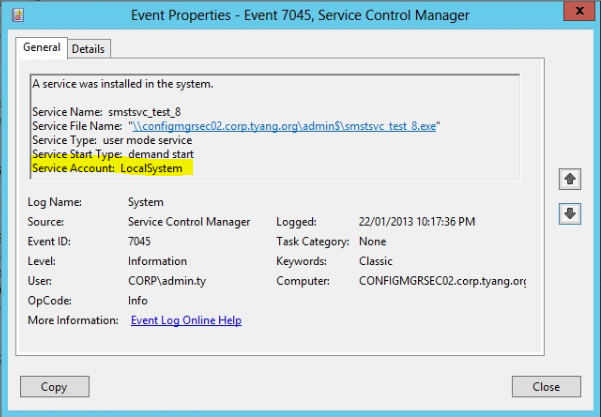 Event Properties - Event 7045, Service Control Manager
x
General Details
A service was installed in the system.
Service Name: smstsvc_test_8
Service File Name: "\\configmgrsec02.corp.tyang.org\admin$\smstsvc_test_8.exe"
Service Type: user mode service
Service Start Type: demand start
Service Account: LocalSystem
Log Name: System
Source: Service Control Manager Logged: 22/01/2013 10:17:36 PM
Event ID: 7045 Task Category: None
Level: Information Keywords: Classic
User: CORP\admin.ty Computer: CONFIGMGRSEC02.corp.tyang.org
OpCode: Info
More Information: Event Log Online Help
Copy Close